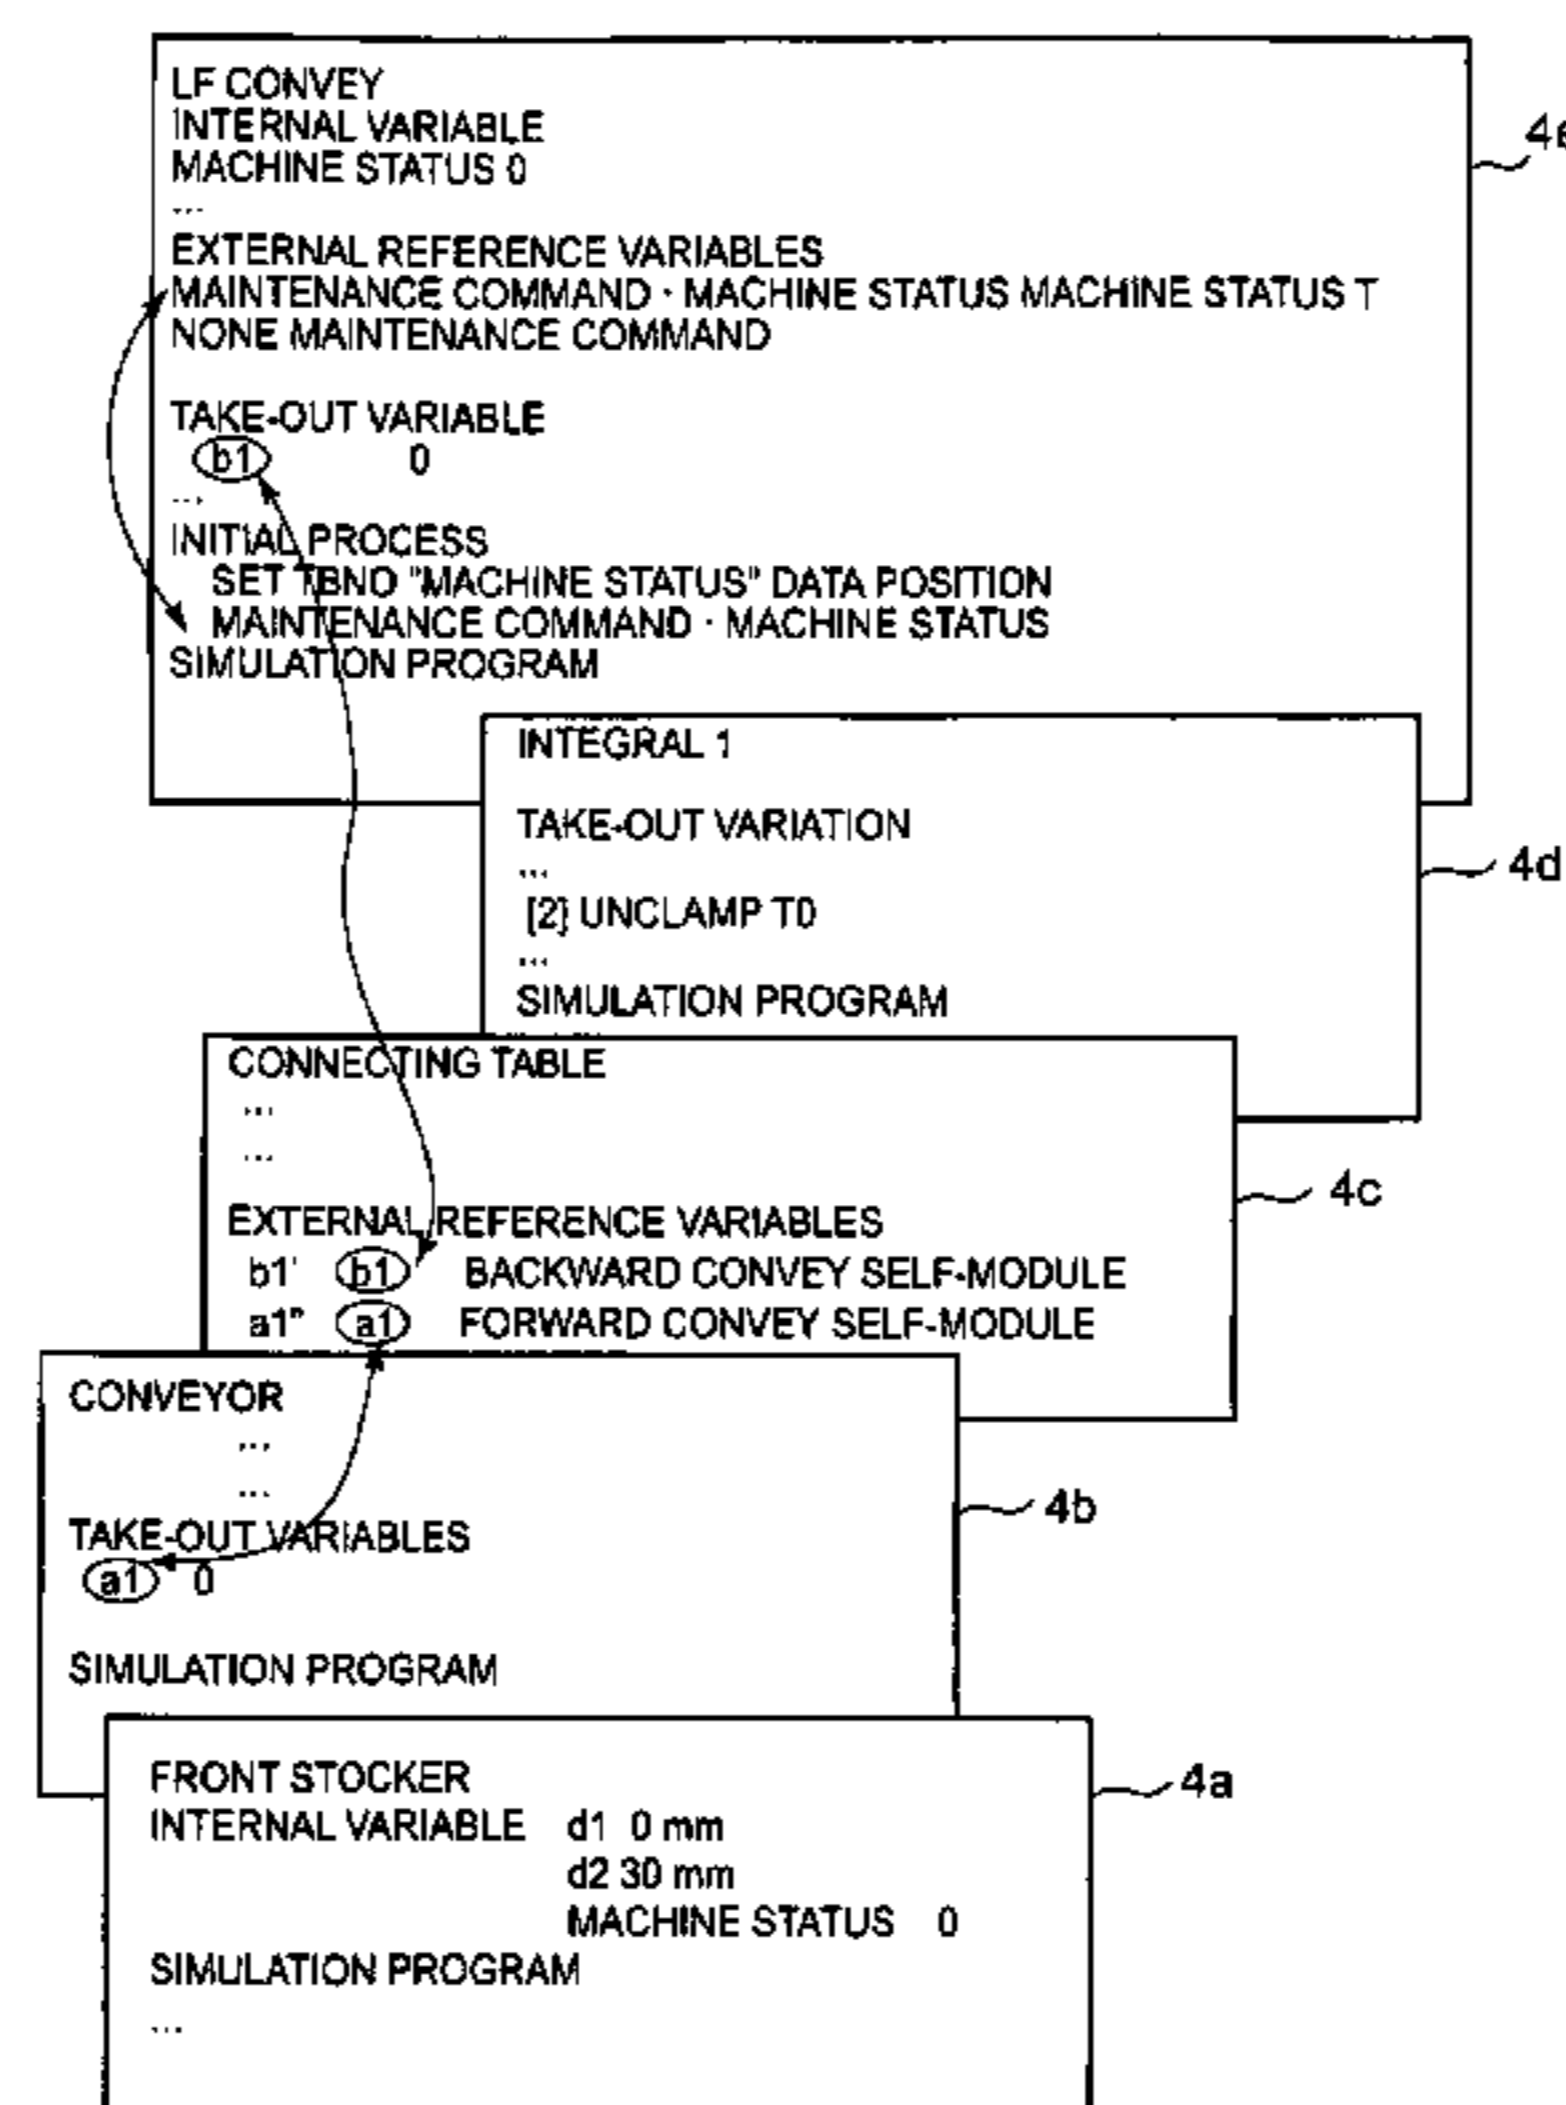 LF CONVEY
INTERNAL VARIABLE
MACHINE STATUS 0
...
EXTERNAL REFERENCE VARIABLES
MAINTENANCE COMMAND · MACHINE STATUS MACHINE STATUS T
NONE MAINTENANCE COMMAND
TAKE-OUT VARIABLE
b1 0
...
INITIAL PROCESS
SET TBNO "MACHINE STATUS" DATA POSITION
MAINTENANCE COMMAND · MACHINE STATUS
SIMULATION PROGRAM
INTEGRAL 1
TAKE-OUT VARIATION
...
[2] UNCLAMP T0
...
SIMULATION PROGRAM
4d
CONNECTING TABLE
...
...
EXTERNAL REFERENCE VARIABLES
b1' b1 BACKWARD CONVEY SELF-MODULE
a1" a1 FORWARD CONVEY SELF-MODULE
4c
CONVEYOR
...
...
TAKE-OUT VARIABLES
a1 0
SIMULATION PROGRAM
4b
FRONT STOCKER
INTERNAL VARIABLE d1 0 mm
d2 30 mm
MACHINE STATUS 0
SIMULATION PROGRAM
...
4a